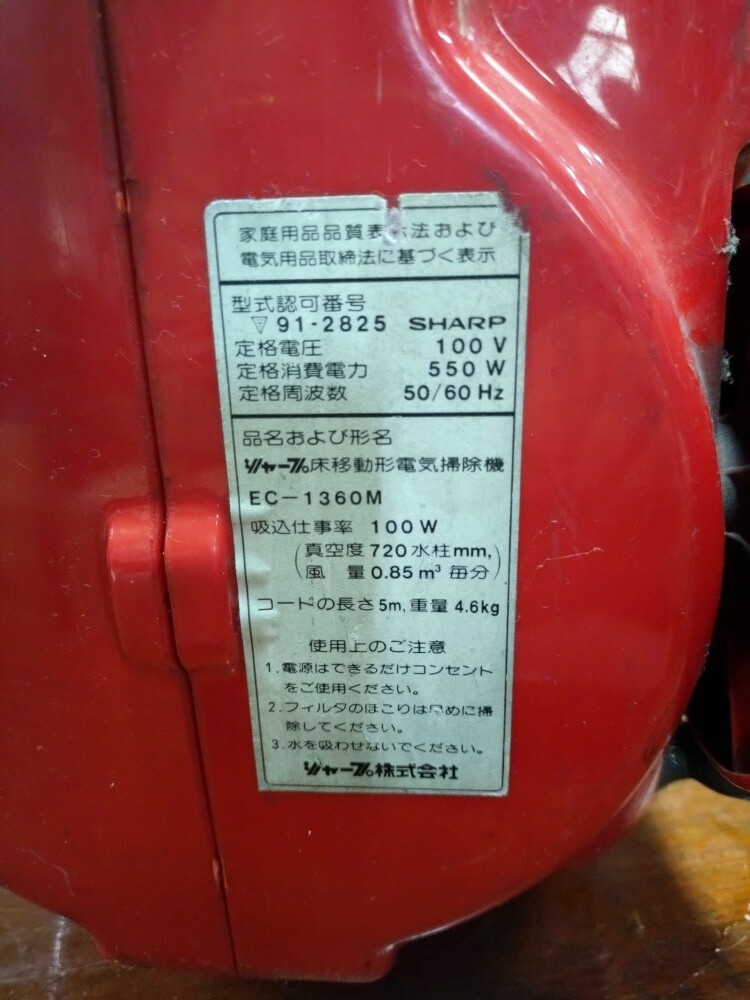 家庭用品品質表示法および
電気用品取締法に基づく表示
型式認可番号
▽ 91-2825 SHARP
定格電圧 100 V
定格消費電力 550 W
定格周波数 50/60 Hz
品名および形名
シャープ床移動形電気掃除機
EC-1360M
吸込仕事率 100 W
(真空度 720 水柱mm,
風 量 0.85 m³ 毎分)
コードの長さ 5m, 重量 4.6kg
使用上のご注意
1. 電源はできるだけコンセント
をご使用ください。
2. フィルタのほこりは早めに掃
除してください。
3. 水を吸わせないでください。
シャープ株式会社